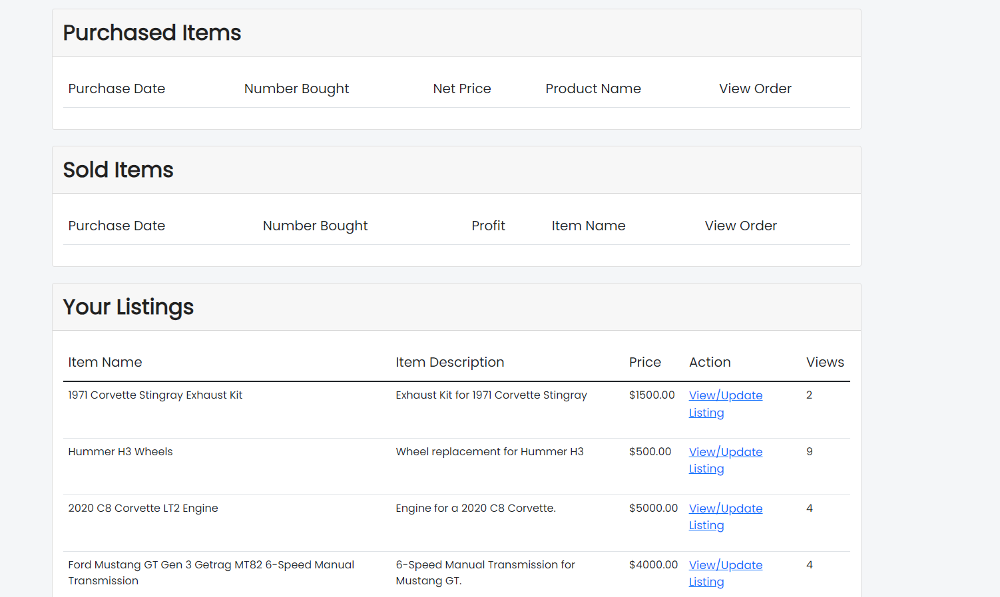 Purchased Items
Purchase Date Number Bought Net Price Product Name View Order
Sold Items
Purchase Date Number Bought Profit Item Name View Order
Your Listings
Item Name Item Description Price Action Views
1971 Corvette Stingray Exhaust Kit Exhaust Kit for 1971 Corvette Stingray $1500.00 View/Update 2
Listing
Hummer H3 Wheels Wheel replacement for Hummer H3 $500.00 View/Update 9
Listing
2020 C8 Corvette LT2 Engine Engine for a 2020 C8 Corvette. $5000.00 View/Update 4
Listing
Ford Mustang GT Gen 3 Getrag MT82 6-Speed Manual 6-Speed Manual Transmission for $4000.00 View/Update 4
Transmission Mustang GT. Listing